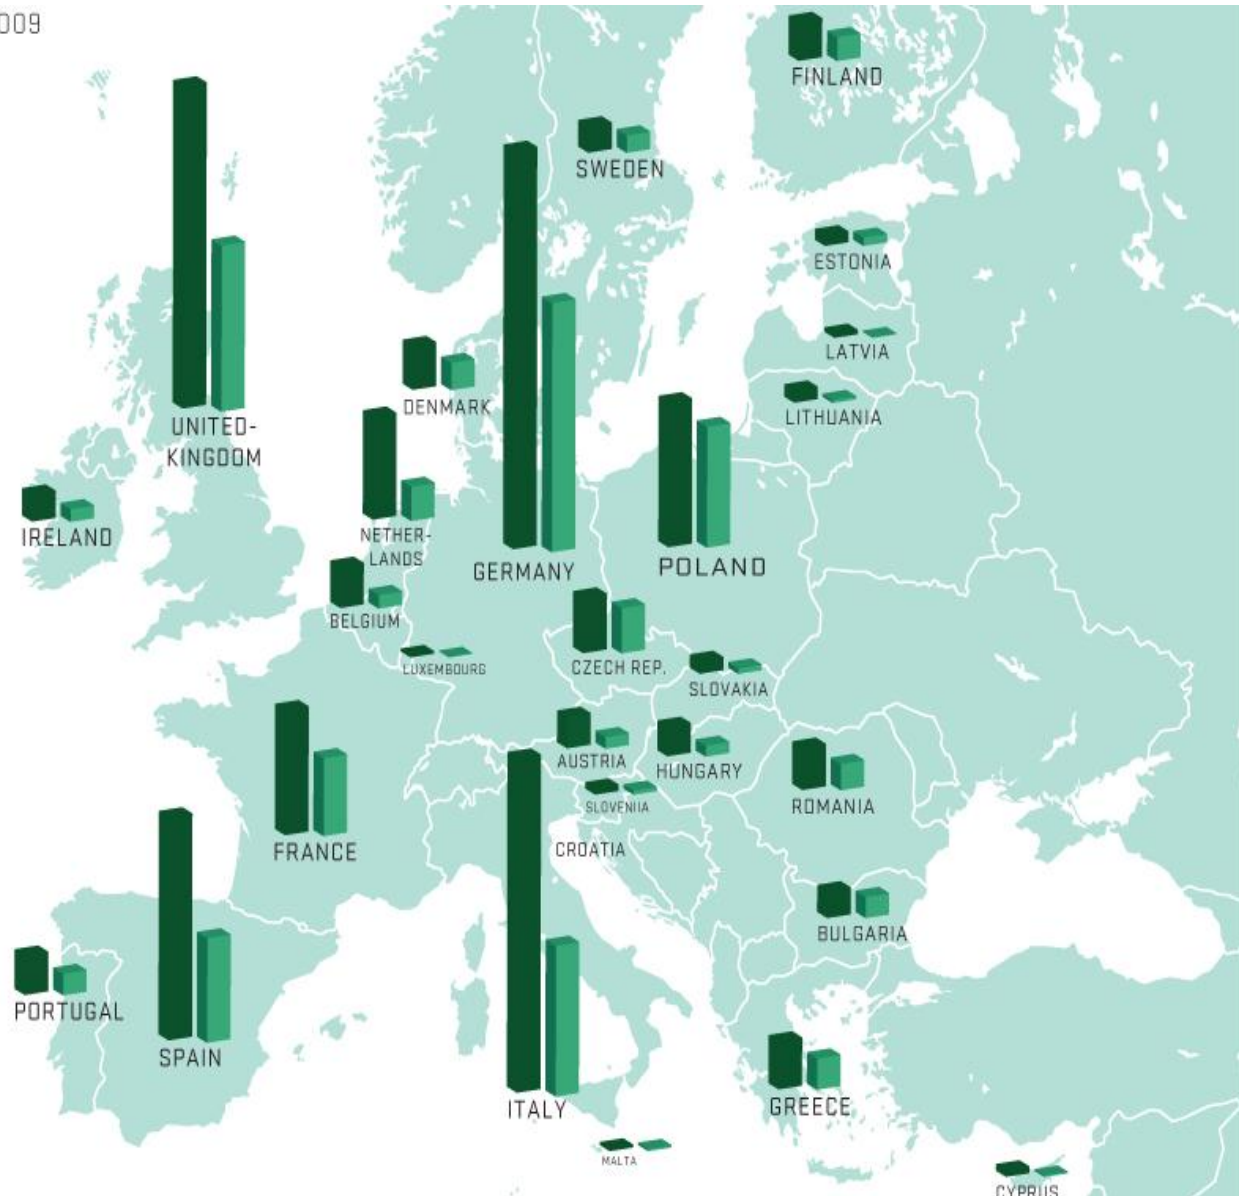 009
FINLAND
SWEDEN
ESTONIA
LATVIA
DENMARK
LITHUANIA
UNITED-
KINGDOM
IRELAND
NETHER-
LANDS
GERMANY
POLAND
BELGIUM
LUXEMBOURG
CZECH REP.
SLOVAKIA
AUSTRIA
HUNGARY
SLOVENIIA
ROMANIA
FRANCE
CROATIA
BULGARIA
PORTUGAL
SPAIN
ITALY
GREECE
MALTA
CYPRUS